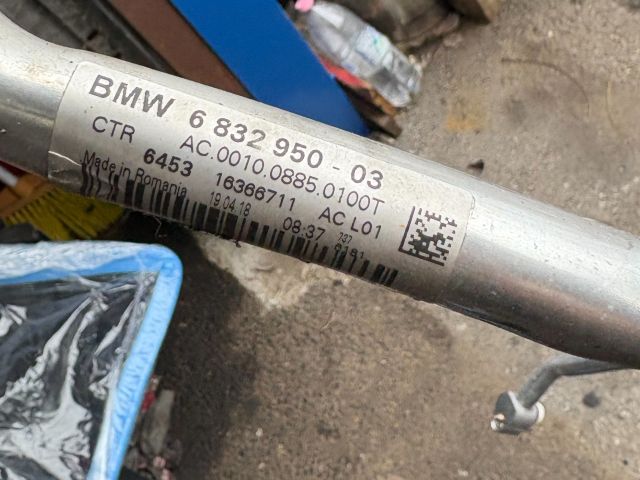 BMW 6 832 950 - 03
CTR AC.0010.0885.0100T
6453 16366711 AC L01
Made in Romania 19.04.18 08:37 737